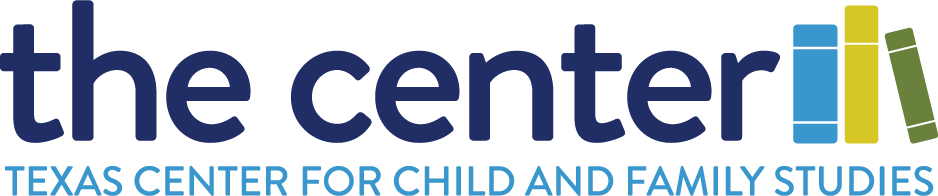 the center
TEXAS CENTER FOR CHILD AND FAMILY STUDIES